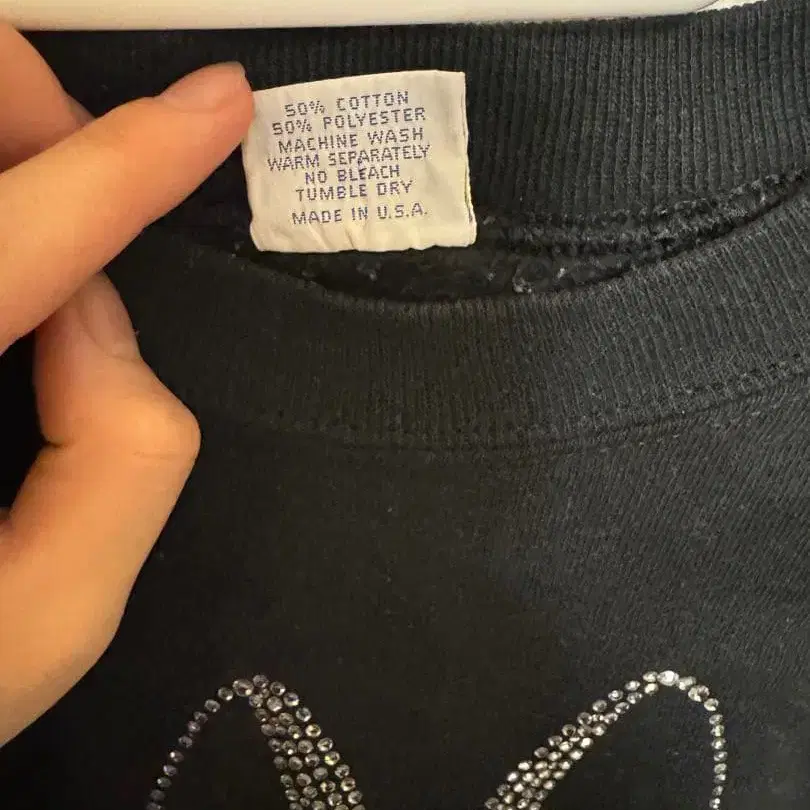 50% COTTON
50% POLYESTER
MACHINE WASH
WARM SEPARATELY
NO BLEACH
TUMBLE DRY
MADE IN U.S.A.